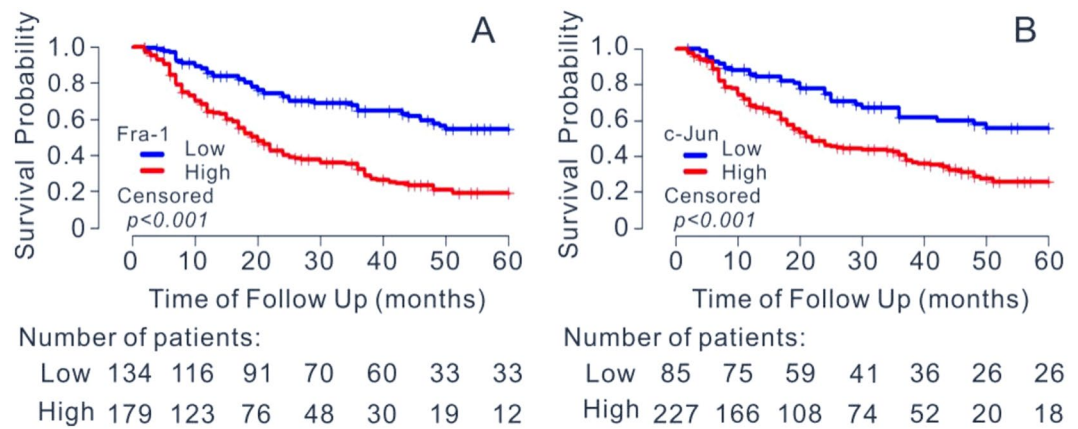 A
Survival Probability
1.0
0.8
0.6
0.4
0.2
0
Fra-1
Low
High
Censored
p<0.001
0 10 20 30 40 50 60
Time of Follow Up (months)
Number of patients:
Low 134 116 91 70 60 33 33
High 179 123 76 48 30 19 12
B
Survival Probability
1.0
0.8
0.6
0.4
0.2
0
c-Jun
Low
High
Censored
p<0.001
0 10 20 30 40 50 60
Time of Follow Up (months)
Number of patients:
Low 85 75 59 41 36 26 26
High 227 166 108 74 52 20 18